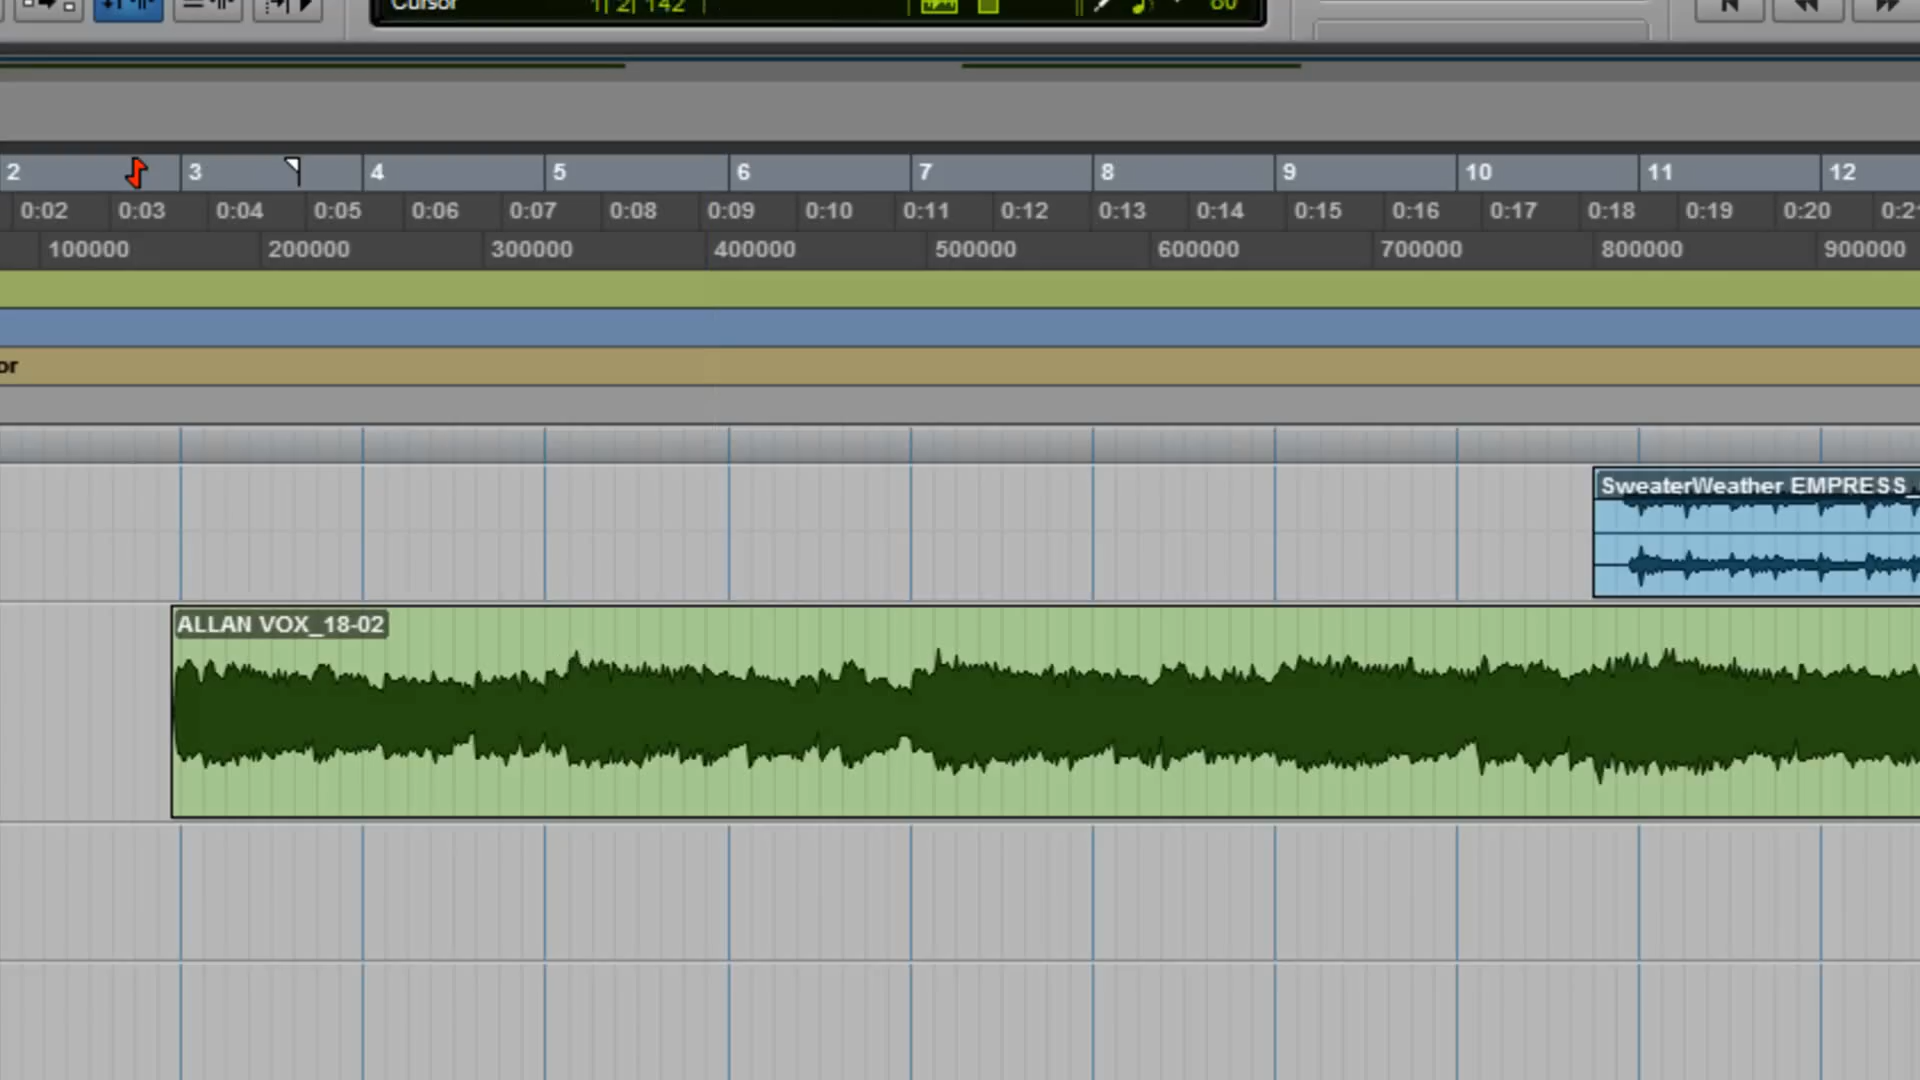 Cursor 1| 2| 142 80
2 3 4 5 6 7 8 9 10 11 12
0:02 0:03 0:04 0:05 0:06 0:07 0:08 0:09 0:10 0:11 0:12 0:13 0:14 0:15 0:16 0:17 0:18 0:19 0:20
100000 200000 300000 400000 500000 600000 700000 800000 900000
or
SweaterWeather EMPRESS_
ALLAN VOX_18-02